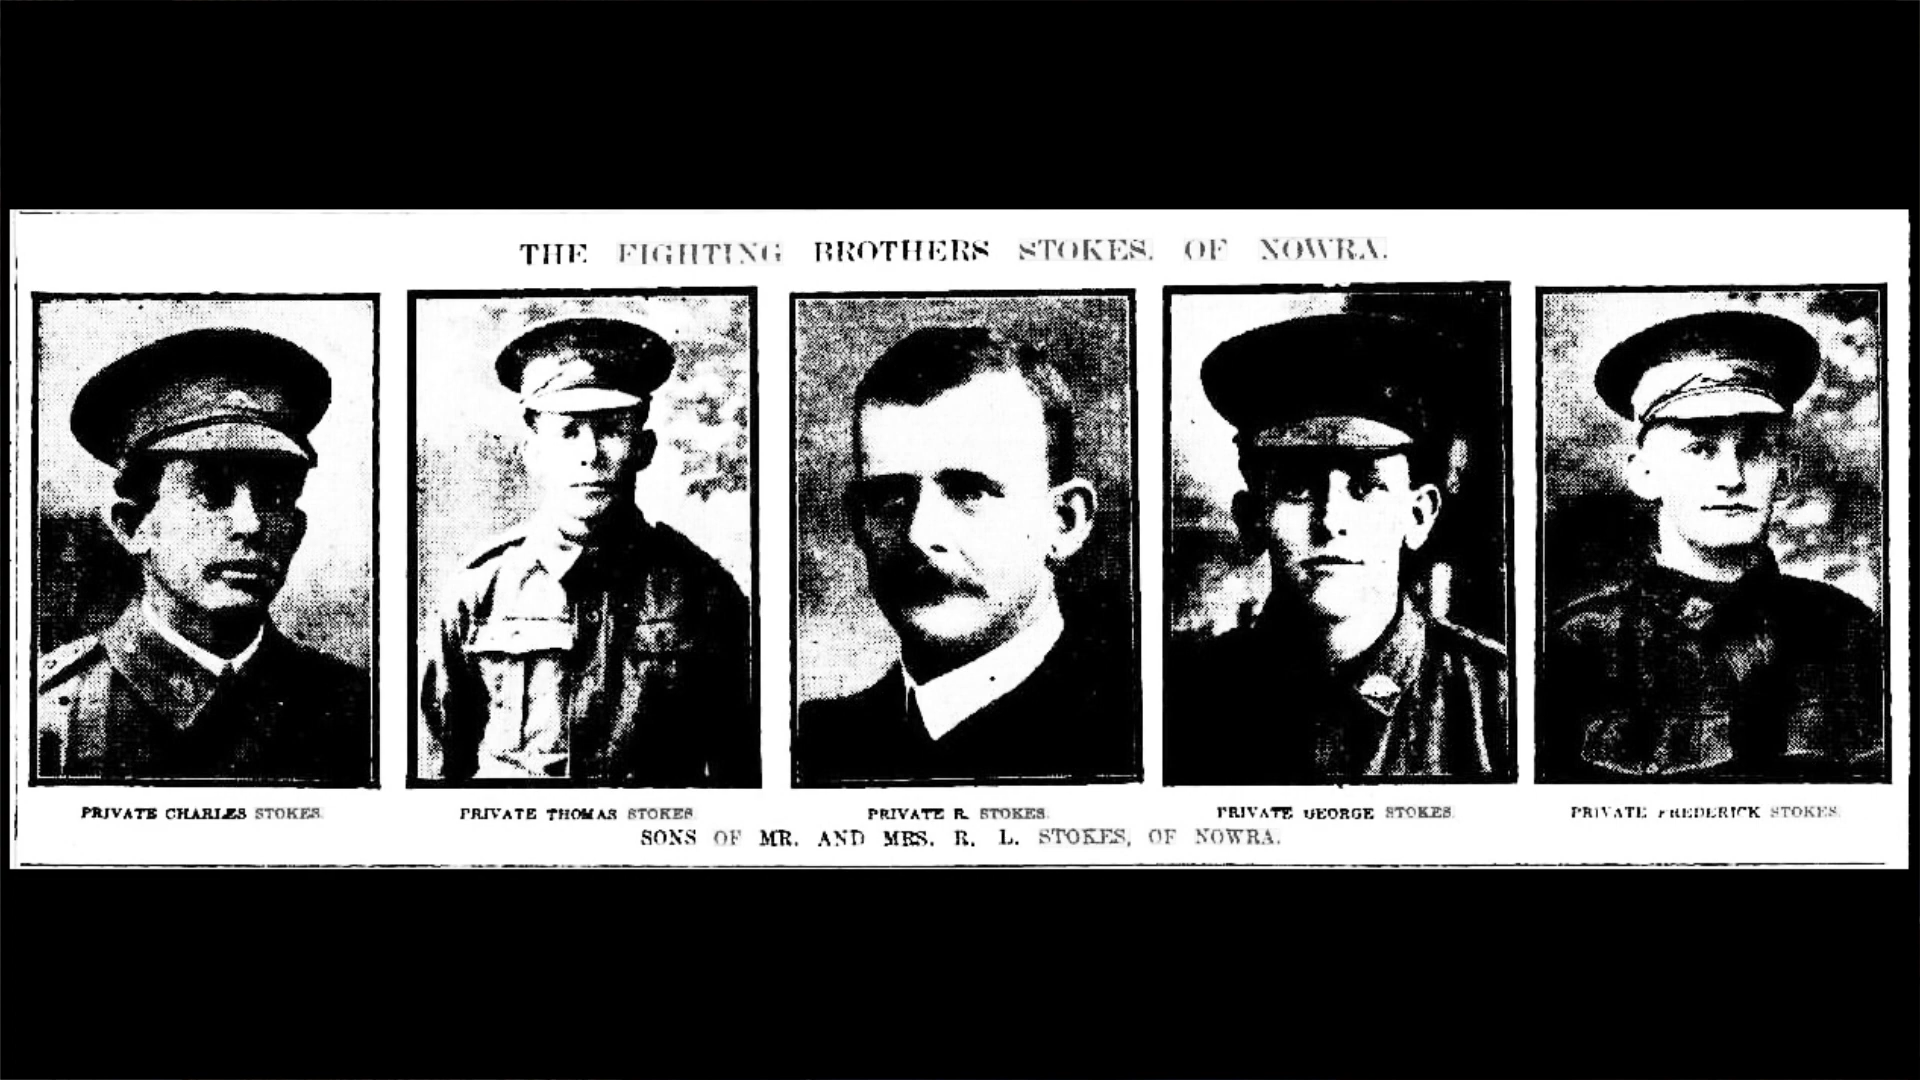 THE FIGHTING BROTHERS STOKES, OF NOWRA.
PRIVATE CHARLES STOKES.
PRIVATE THOMAS STOKES.
PRIVATE R. STOKES.
PRIVATE GEORGE STOKES.
PRIVATE FREDERICK STOKES.
SONS OF MR. AND MRS. R. L. STOKES, OF NOWRA.